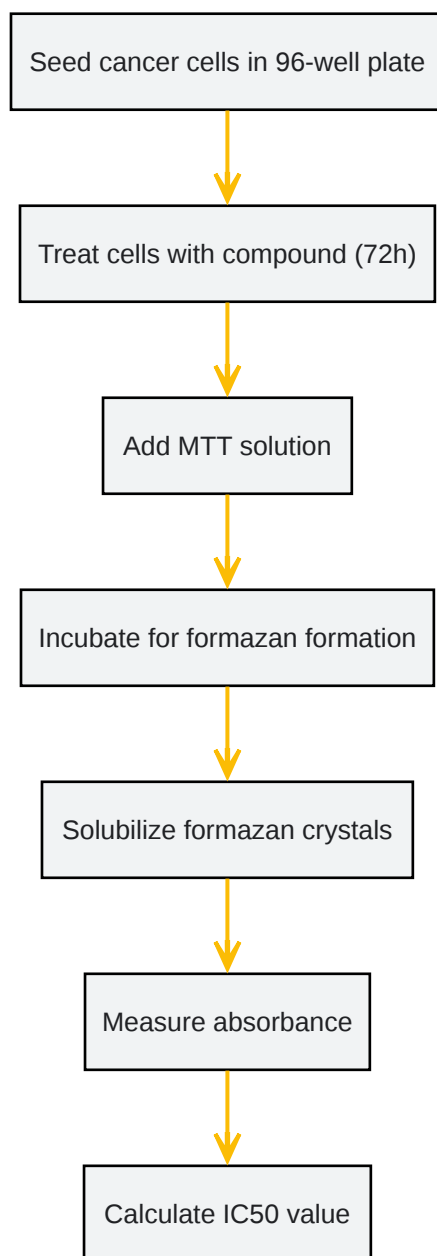 Seed cancer cells in 96-well plate
Treat cells with compound (72h)
Add MTT solution
Incubate for formazan formation
Solubilize formazan crystals
Measure absorbance
Calculate IC50 value